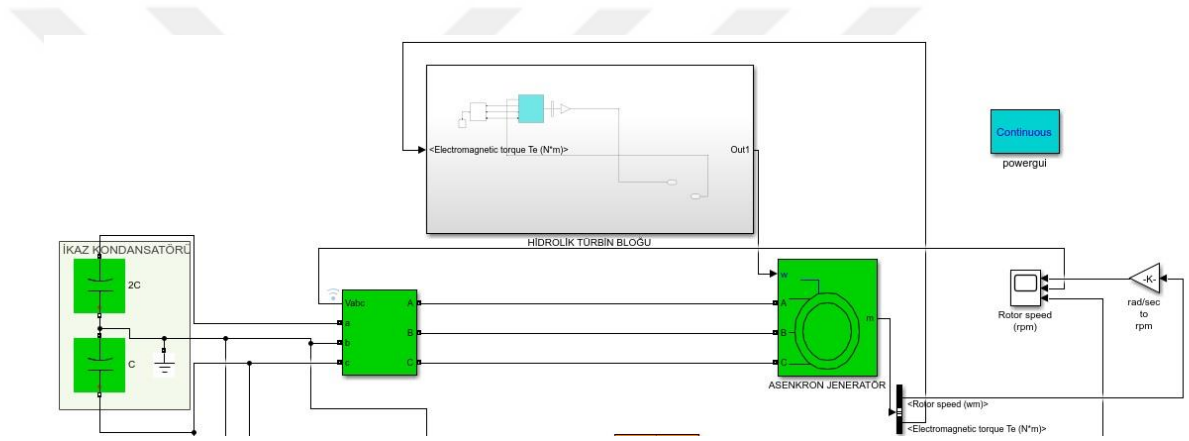 <Electromagnetic torque Te (N*m)>
Out1
HİDROLİK TÜRBİN BLOĞU
Continuous
powergui
İKAZ KONDANSATÖRÜ
2C
C
Vabc
a
b
c
A
B
C
w
A
B
C
m
ASENKRON JENERATÖR
Rotor speed
(rpm)
-K-
rad/sec
to
rpm
<Rotor speed (wm)>
<Electromagnetic torque Te (N*m)>